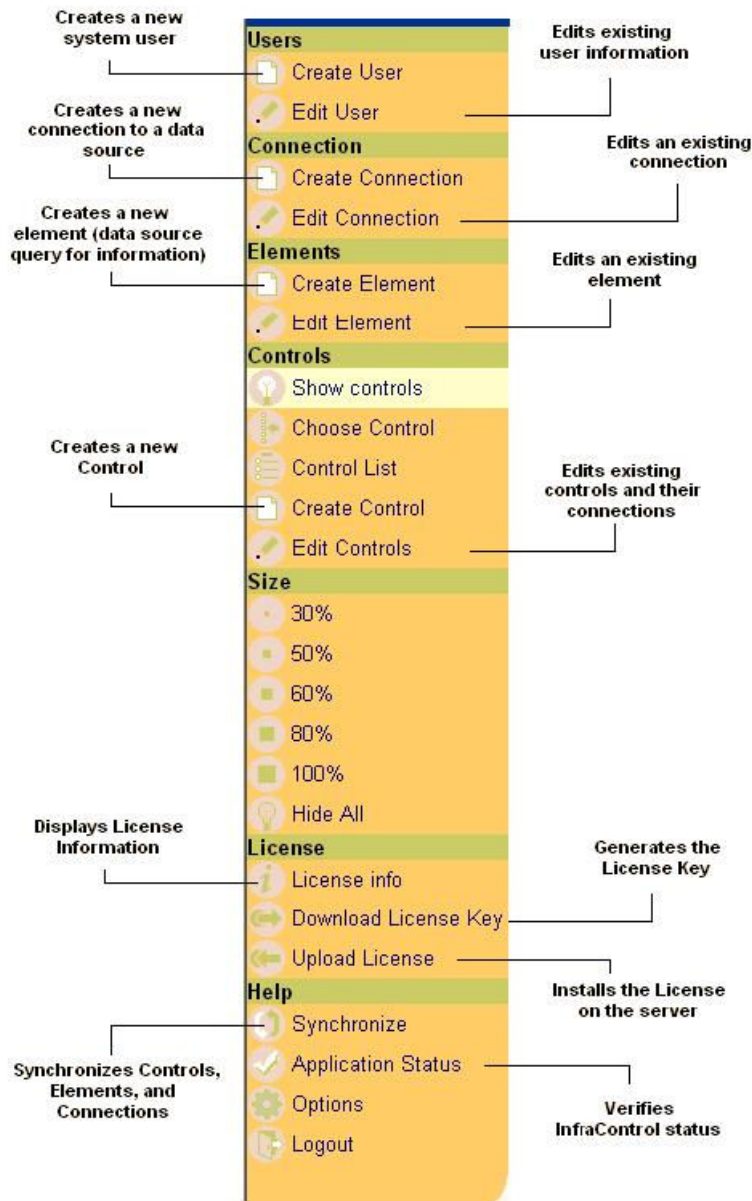 Creates a new
system user
Users
Create User
Edit User
Edits existing
user information
Creates a new
connection to a data
source
Connection
Create Connection
Edit Connection
Edits an existing
connection
Creates a new
element (data source
query for information)
Elements
Create Element
Edit Element
Edits an existing
element
Controls
Show controls
Choose Control
Control List
Create Control
Edit Controls
Creates a new
Control
Edits existing
controls and their
connections
Size
30%
50%
60%
80%
100%
Hide All
Displays License
Information
License
License info
Download License Key
Upload License
Generates the
License Key
Installs the License
on the server
Help
Synchronize
Application Status
Options
Logout
Synchronizes Controls,
Elements, and
Connections
Verifies
InfraControl status